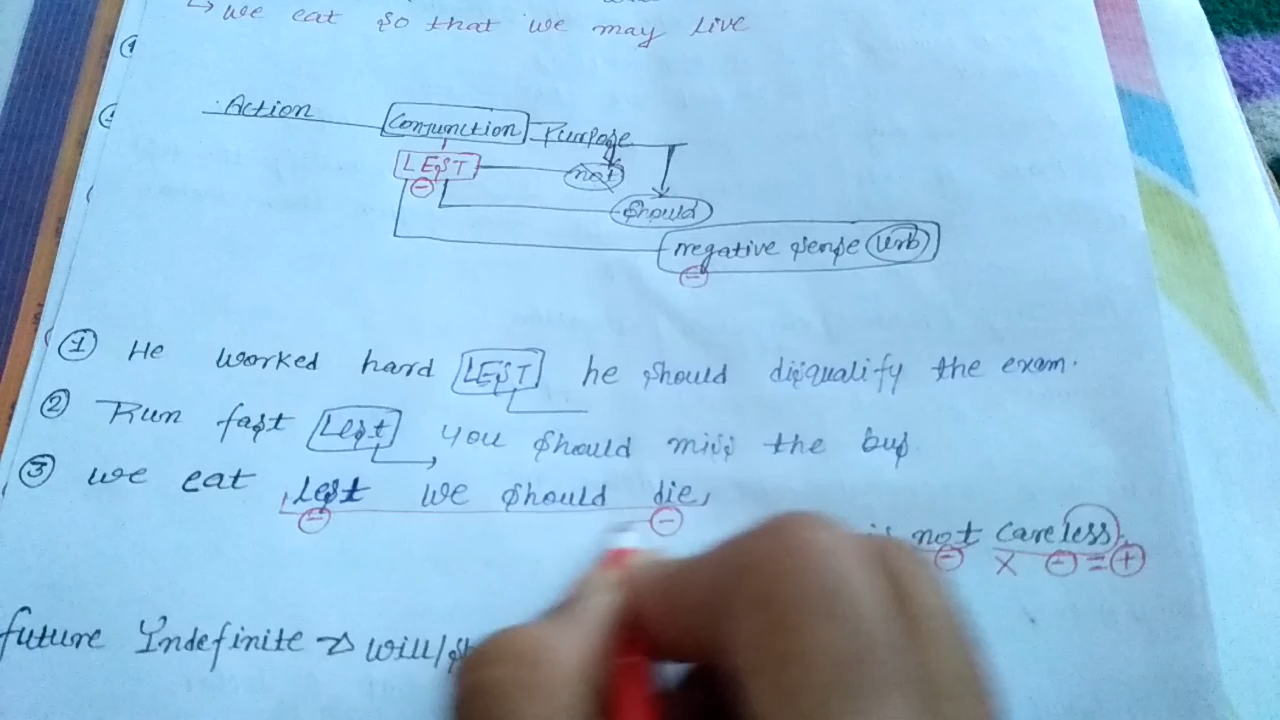 ↳ we eat so that we may live
Action Conjunction Purpose
LEST not
⊖ should
negative sense (verb)
⊖
① He worked hard LEST he should disqualify the exam.
② Run fast Lest you should miss the bus.
③ we eat Lest we should die,
⊖ ⊖
is not careless.
⊖ × ⊖ = ⊕
future Indefinite → will/